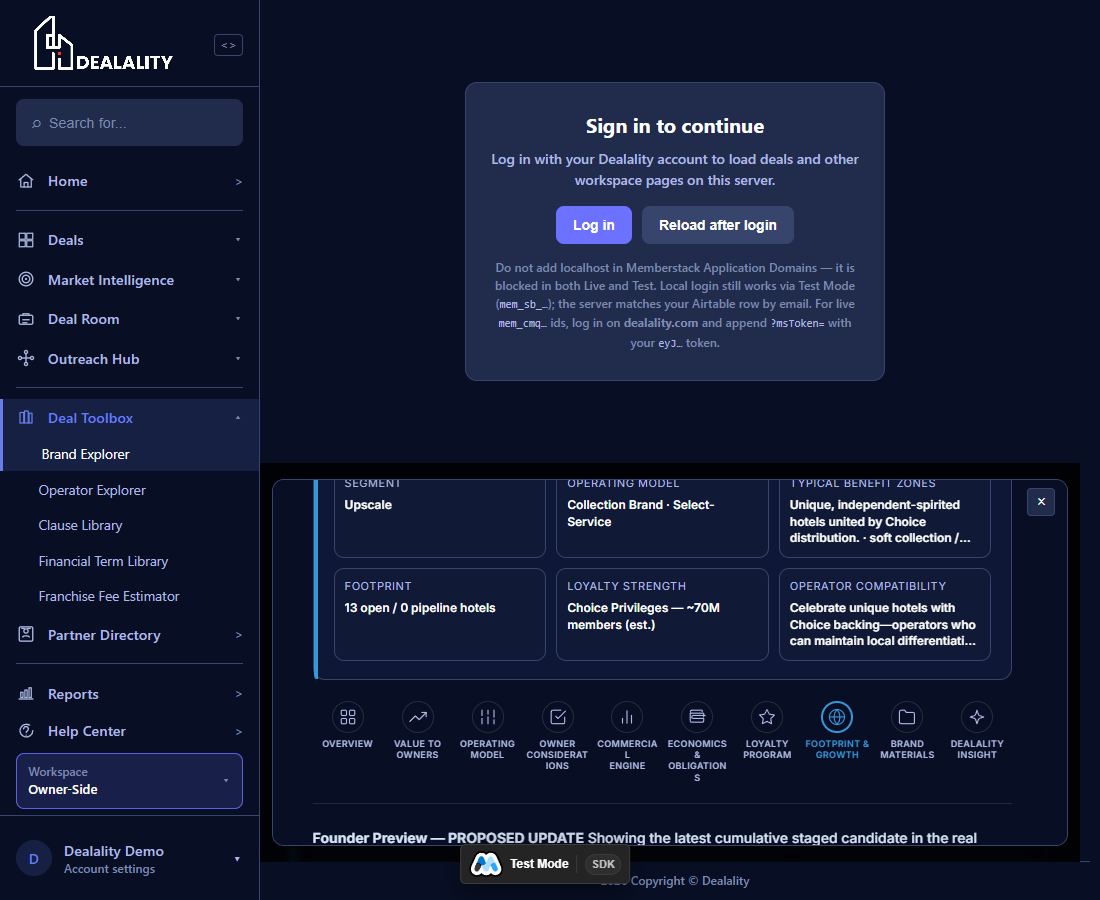 DEALALITY
< >
Search for...
Home
>
Deals
Market Intelligence
Deal Room
Outreach Hub
Deal Toolbox
Brand Explorer
Operator Explorer
Clause Library
Financial Term Library
Franchise Fee Estimator
Partner Directory
>
Reports
>
Help Center
>
Workspace
Owner-Side
D
Dealality Demo
Account settings
Sign in to continue
Log in with your Dealality account to load deals and other
workspace pages on this server.
Log in
Reload after login
Do not add localhost in Memberstack Application Domains — it is
blocked in both Live and Test. Local login still works via Test Mode
(mem_sb_…); the server matches your Airtable row by email. For live
mem_cmq… ids, log in on dealality.com and append ?msToken= with
your eyJ… token.
×
SEGMENT
Upscale
OPERATING MODEL
Collection Brand · Select-
Service
TYPICAL BENEFIT ZONES
Unique, independent-spirited
hotels united by Choice
distribution. · soft collection /...
FOOTPRINT
13 open / 0 pipeline hotels
LOYALTY STRENGTH
Choice Privileges — ~70M
members (est.)
OPERATOR COMPATIBILITY
Celebrate unique hotels with
Choice backing—operators who
can maintain local differentiati...
OVERVIEW
VALUE TO
OWNERS
OPERATING
MODEL
OWNER
CONSIDERAT
IONS
COMMERCIA
L
ENGINE
ECONOMICS
&
OBLIGATION
S
LOYALTY
PROGRAM
FOOTPRINT &
GROWTH
BRAND
MATERIALS
DEALALITY
INSIGHT
Founder Preview — PROPOSED UPDATE Showing the latest cumulative staged candidate in the real
Test Mode
SDK
Copyright © Dealality